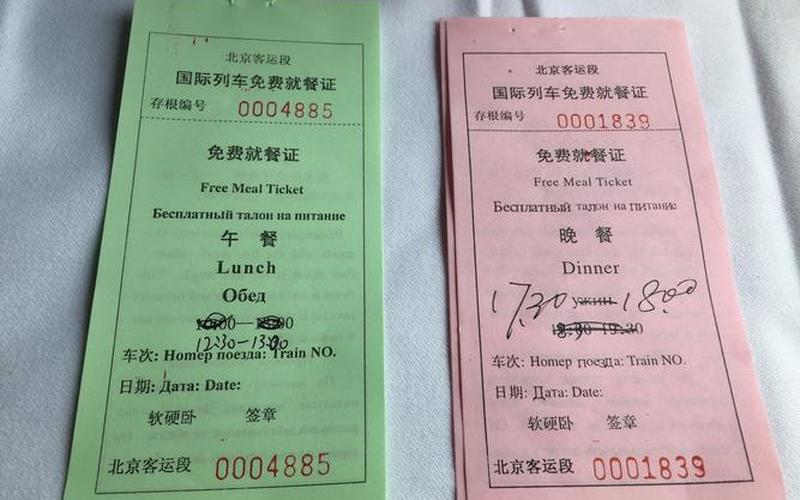 北京客运段
国际列车免费就餐证
存根编号 0004885
免费就餐证
Free Meal Ticket
Бесплатный талон на питание
午 餐
Lunch
Обед
12:30-13:00
车次: Номер поезда: Train NO.
日期: Дата: Date:
软硬卧 签章
北京客运段 0004885
北京客运段
国际列车免费就餐证
存根编号 0001839
免费就餐证
Free Meal Ticket
Бесплатный талон на питание
晚 餐
Dinner
17,30 ужин 18:00
18:30-19:30
车次: Номер поезда: Train NO.
日期: Дата: Date:
软硬卧 签章
北京客运段 0001839